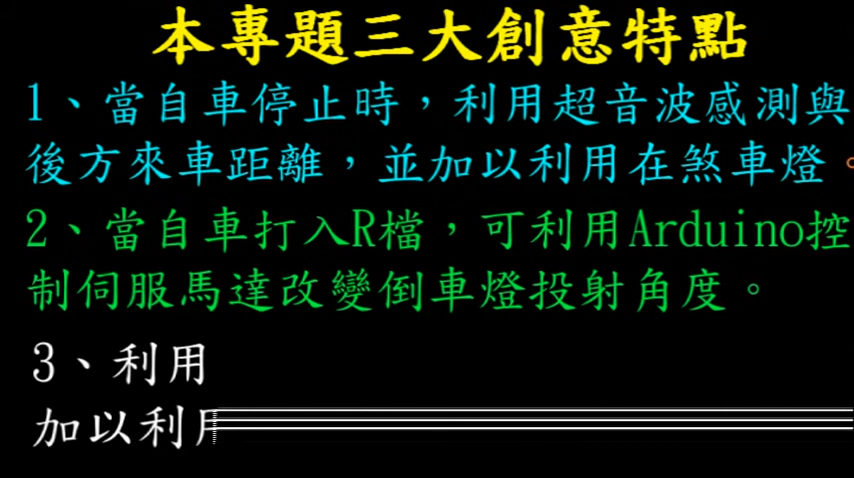 本專題三大創意特點
1、當自車停止時，利用超音波感測與
後方來車距離，並加以利用在煞車燈。
2、當自車打入R檔，可利用Arduino控
制伺服馬達改變倒車燈投射角度。
3、利用
加以利用